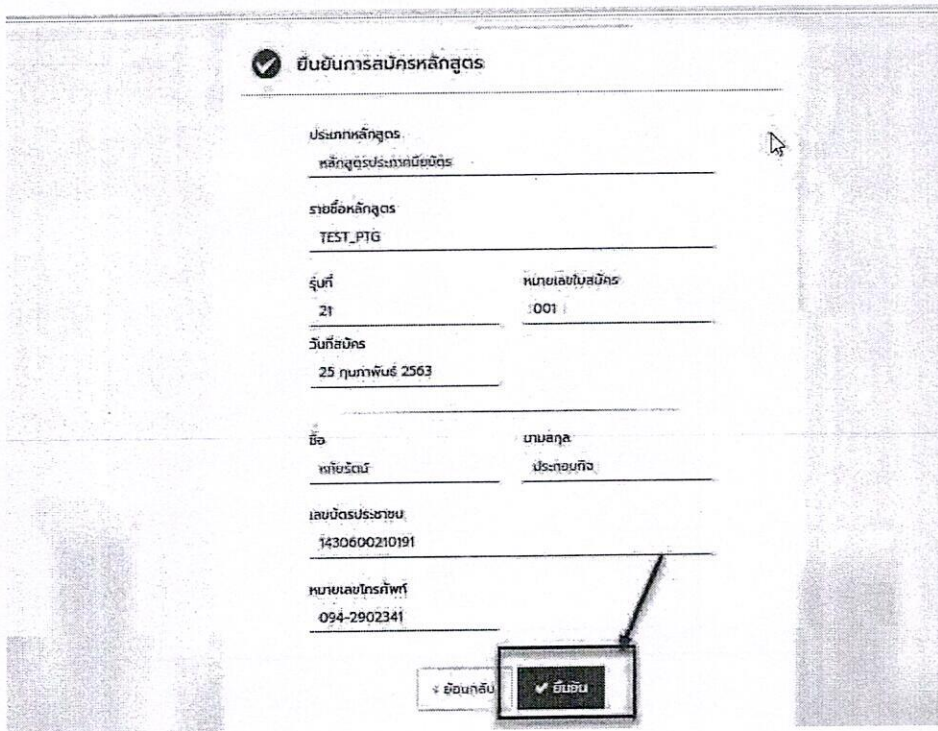 ยืนยันการสมัครหลักสูตร
ประเภทหลักสูตร
หลักสูตรประกาศนียบัตร
รายชื่อหลักสูตร
TEST_PTG
รุ่นที่ หมายเลขใบสมัคร
21 001
วันที่สมัคร
25 กุมภาพันธ์ 2563
ชื่อ นามสกุล
หทัยรัตน์ ประกอบกิจ
เลขบัตรประชาชน
1430600210191
หมายเลขโทรศัพท์
094-2902341
ย้อนกลับ ยืนยัน